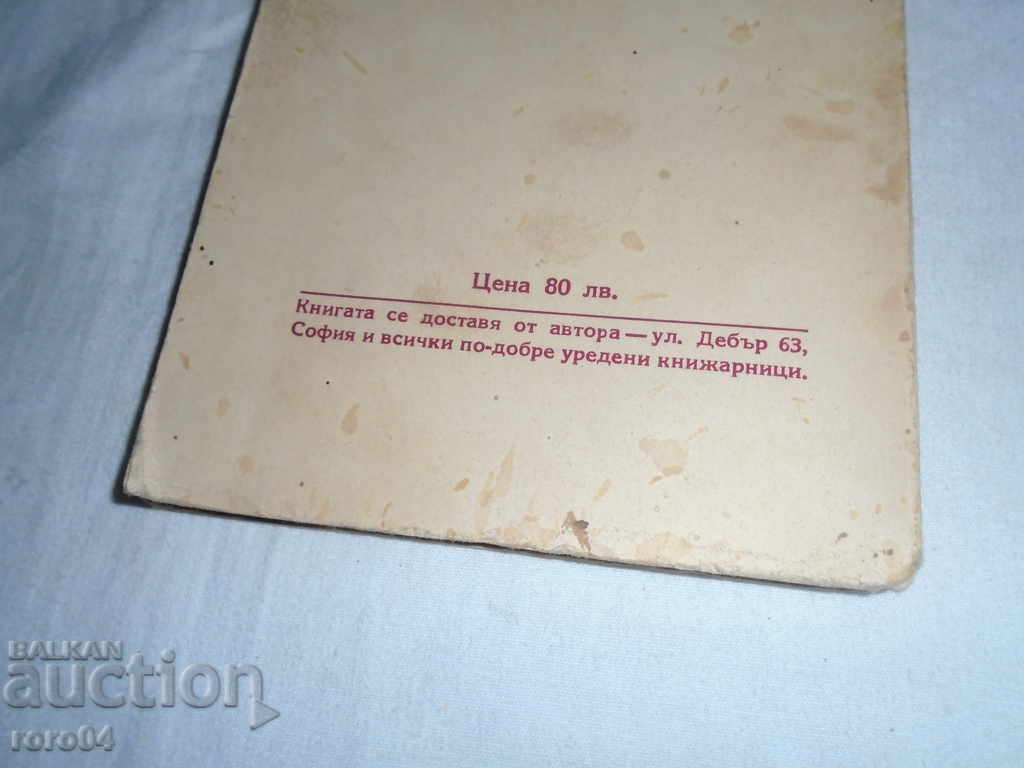 Цена 80 лв.
Книгата се доставя от автора — ул. Дебър 63,
София и всички по-добре уредени книжарници.
BALKAN
auction
roro04